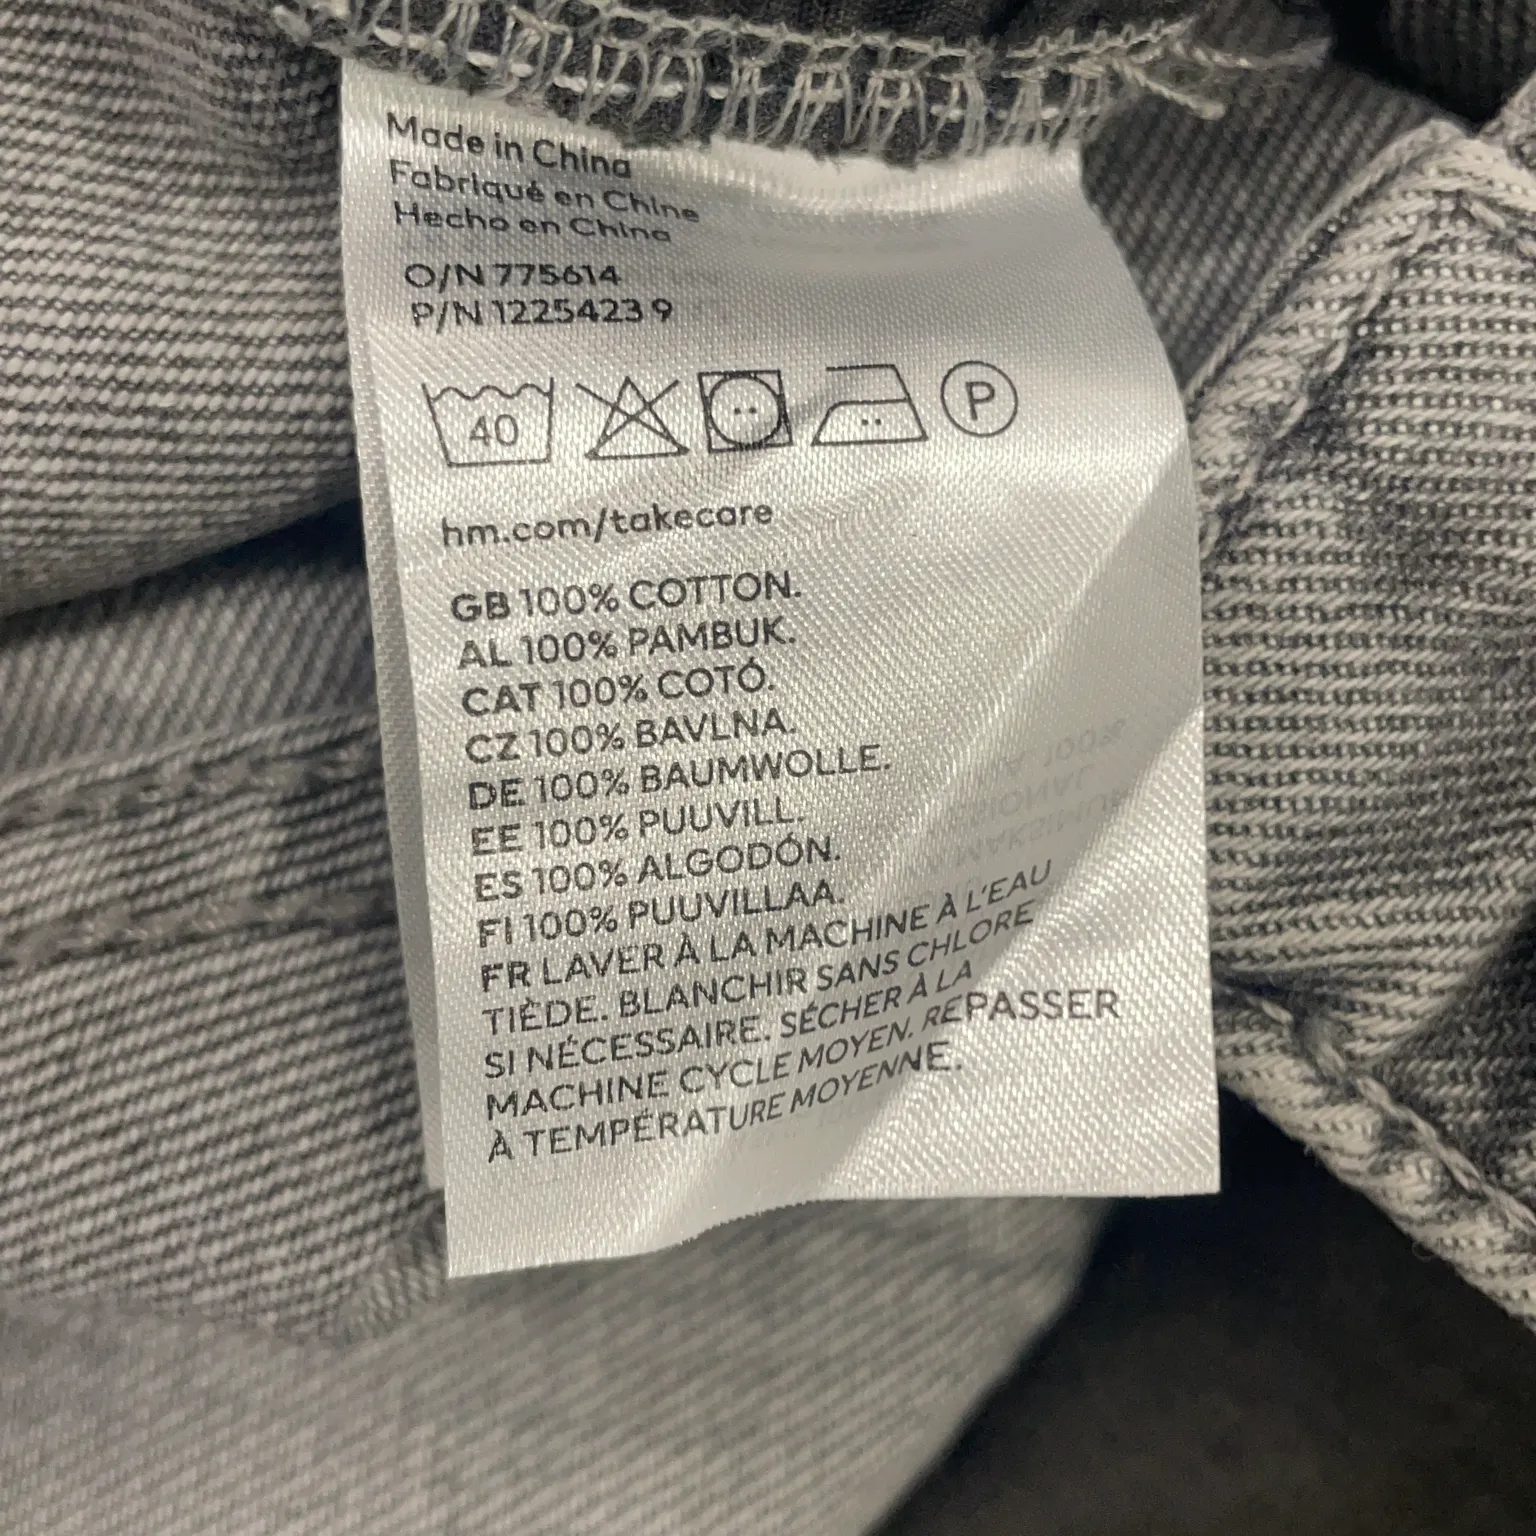 Made in China
Fabriqué en Chine
Hecho en China
O/N 775614
P/N 1225423 9
40
P
hm.com/takecare
GB 100% COTTON.
AL 100% PAMBUK.
CAT 100% COTÓ.
CZ 100% BAVLNA.
DE 100% BAUMWOLLE.
EE 100% PUUVILL.
ES 100% ALGODÓN.
FI 100% PUUVILLAA.
FR LAVER À LA MACHINE À L'EAU
TIÈDE. BLANCHIR SANS CHLORE
SI NÉCESSAIRE. SÉCHER À LA
MACHINE CYCLE MOYEN. REPASSER
À TEMPÉRATURE MOYENNE.